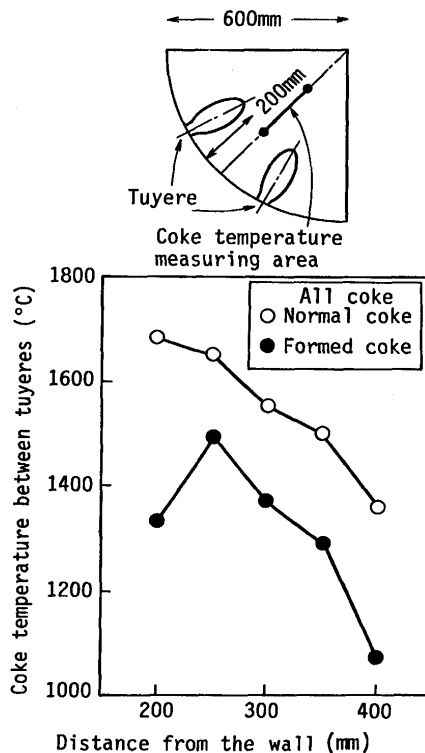 600mm
200mm
Tuyere
Coke temperature
measuring area
Coke temperature between tuyeres (°C)
1800
1600
1400
1200
1000
All coke
Normal coke
Formed coke
200
300
400
Distance from the wall (mm)